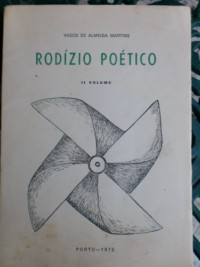 VASCO DE ALMEIDA MARTINS
RODÍZIO POÉTICO
II VOLUME
PORTO — 1972